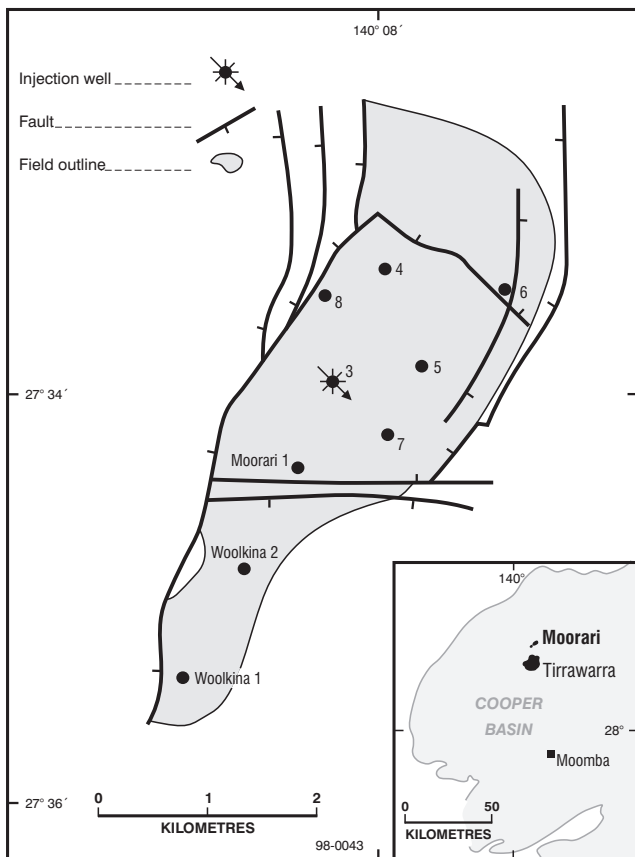 140° 08´
Injection well
Fault
Field outline
4
6
8
5
3
27° 34´
7
Moorari 1
Woolkina 2
140°
Moorari
Tirrawarra
Woolkina 1
COOPER
BASIN
28°
Moomba
27° 36´
0 1 2
KILOMETRES
0 50
KILOMETRES
98-0043